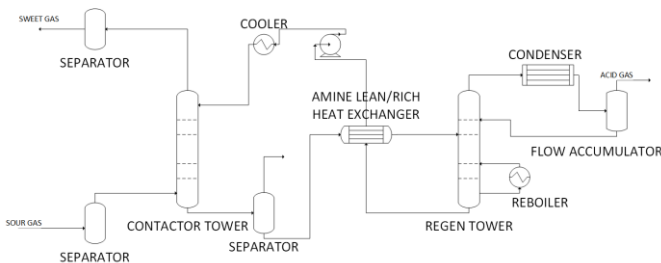 SWEET GAS
SEPARATOR
COOLER
AMINE LEAN/RICH
HEAT EXCHANGER
CONDENSER
ACID GAS
FLOW ACCUMULATOR
REBOILER
SOUR GAS
SEPARATOR
CONTACTOR TOWER
SEPARATOR
REGEN TOWER